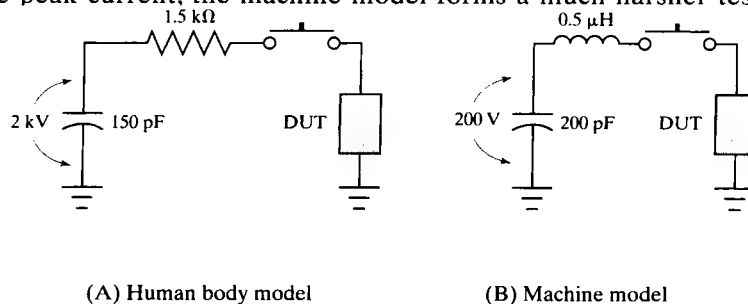 peak current, the machine model forms a much harsher
1.5 kΩ
0.5 μH
2 kV
150 pF
DUT
200 V
200 pF
DUT
(A) Human body model
(B) Machine model